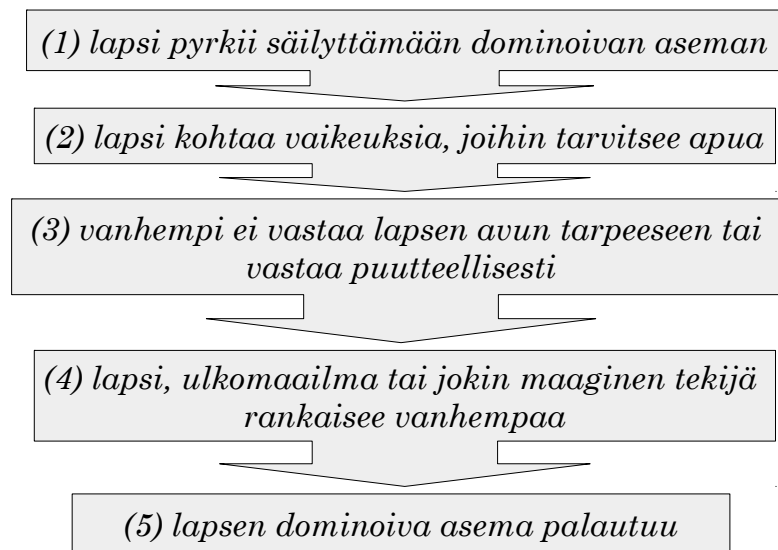 (1) lapsi pyrkii säilyttämään dominoivan aseman
(2) lapsi kohtaa vaikeuksia, joihin tarvitsee apua
(3) vanhempi ei vastaa lapsen avun tarpeeseen tai
vastaa puutteellisesti
(4) lapsi, ulkomaailma tai jokin maaginen tekijä
rankaisee vanhempaa
(5) lapsen dominoiva asema palautuu